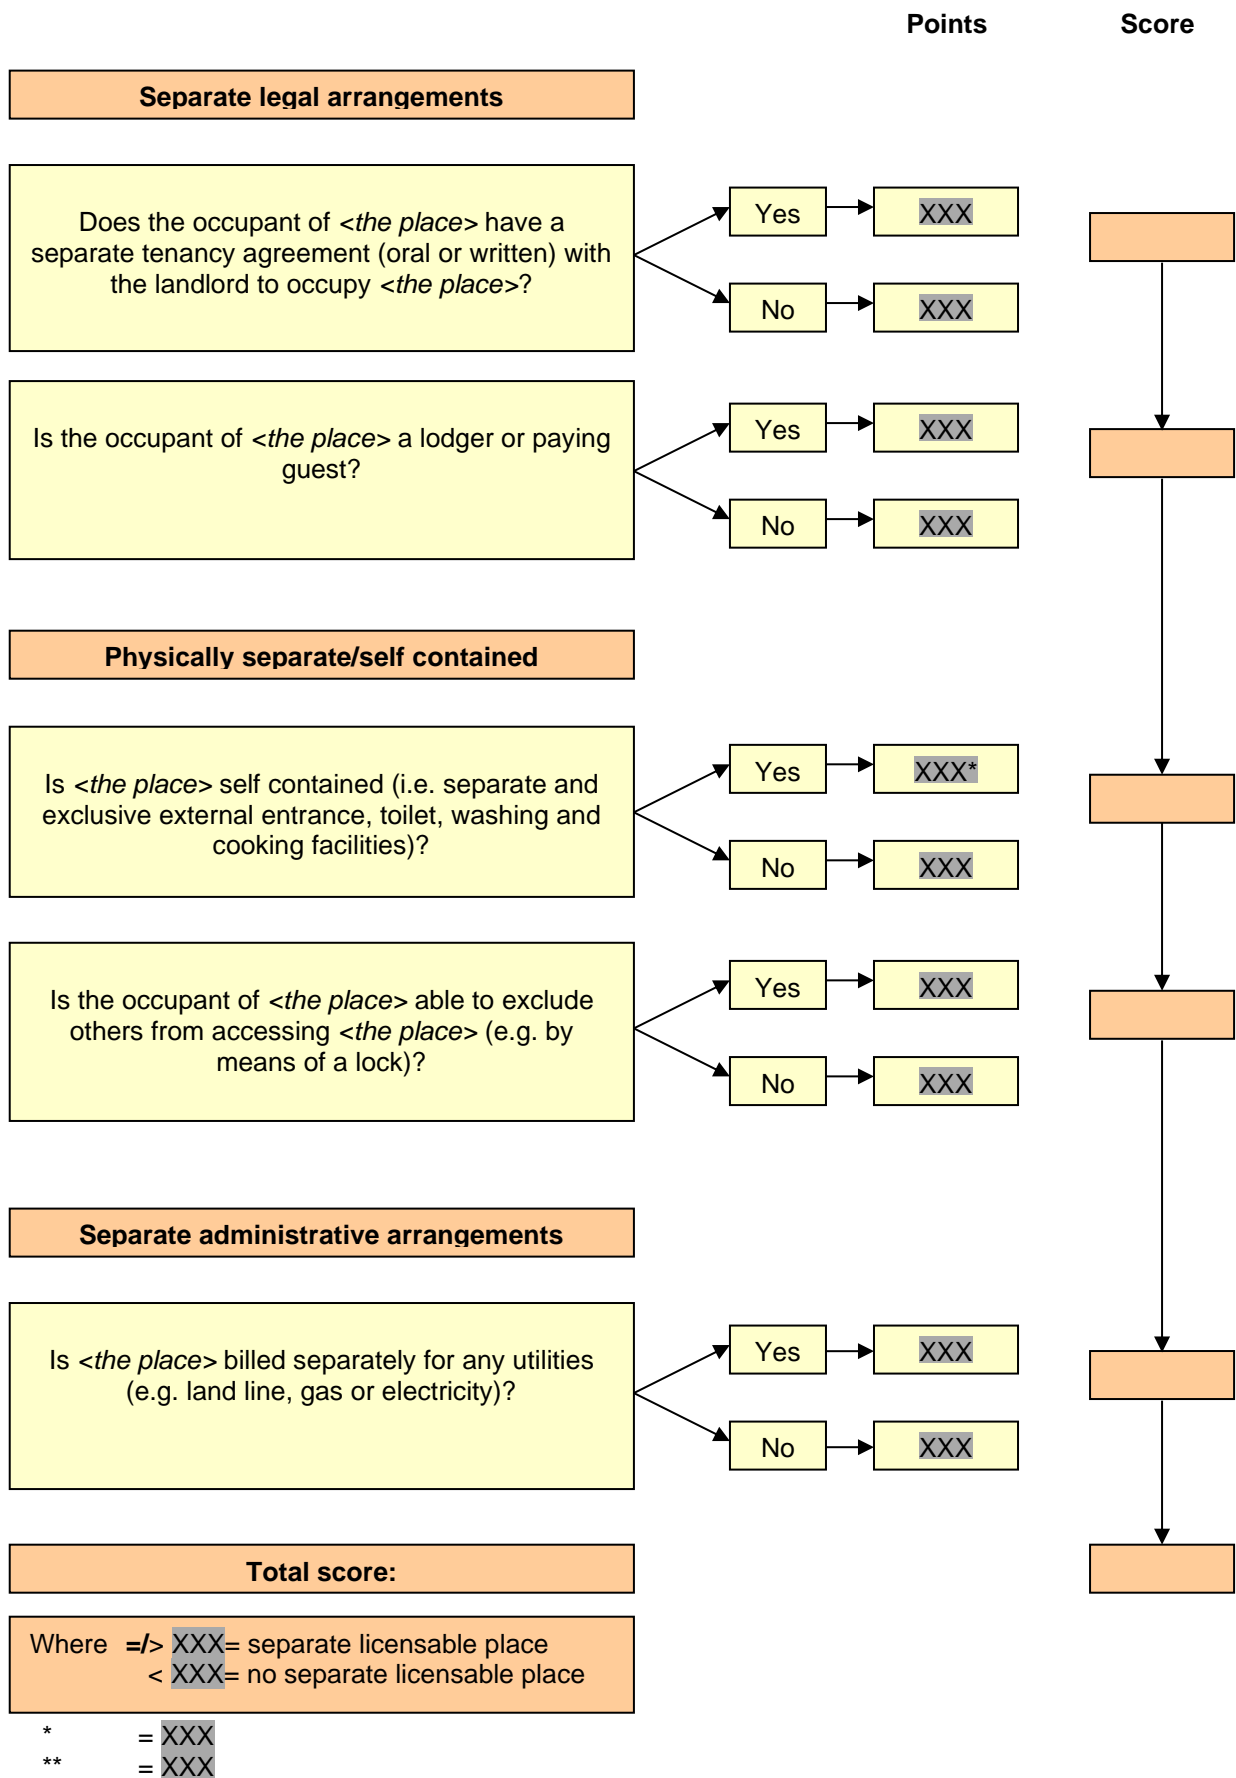 Points Score
Separate legal arrangements
Does the occupant of <the place> have a
separate tenancy agreement (oral or written) with
the landlord to occupy <the place>?
Yes XXX
No XXX
Is the occupant of <the place> a lodger or paying
guest?
Yes XXX
No XXX
Physically separate/self contained
Is <the place> self contained (i.e. separate and
exclusive external entrance, toilet, washing and
cooking facilities)?
Yes XXX*
No XXX
Is the occupant of <the place> able to exclude
others from accessing <the place> (e.g. by
means of a lock)?
Yes XXX
No XXX
Separate administrative arrangements
Is <the place> billed separately for any utilities
(e.g. land line, gas or electricity)?
Yes XXX
No XXX
Total score:
Where =/> XXX= separate licensable place
< XXX= no separate licensable place
* = XXX
** = XXX